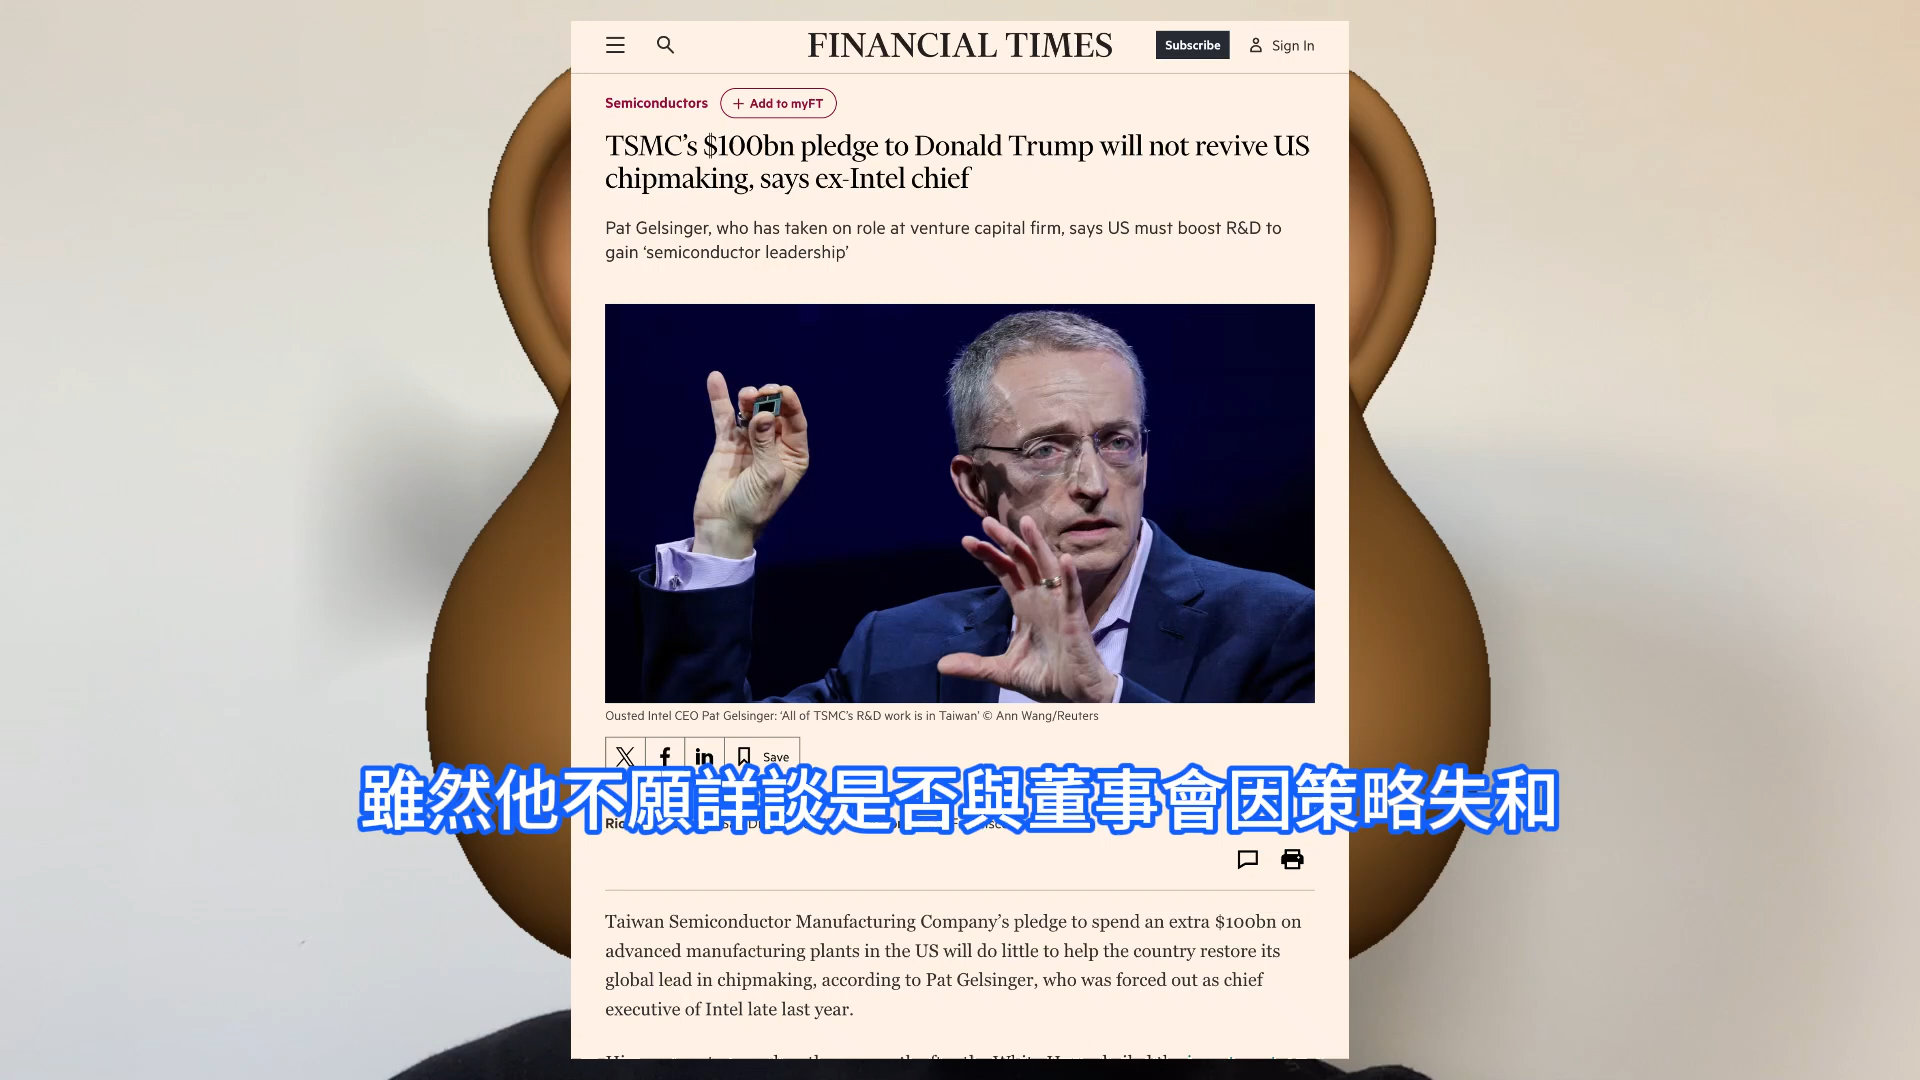 FINANCIAL TIMES
Subscribe
Sign In
Semiconductors
+ Add to myFT
TSMC’s $100bn pledge to Donald Trump will not revive US
chipmaking, says ex-Intel chief
Pat Gelsinger, who has taken on role at venture capital firm, says US must boost R&D to
gain ‘semiconductor leadership’
Ousted Intel CEO Pat Gelsinger: ‘All of TSMC’s R&D work is in Taiwan’ © Ann Wang/Reuters
Save
雖然他不願詳談是否與董事會因策略失和
Taiwan Semiconductor Manufacturing Company’s pledge to spend an extra $100bn on
advanced manufacturing plants in the US will do little to help the country restore its
global lead in chipmaking, according to Pat Gelsinger, who was forced out as chief
executive of Intel late last year.